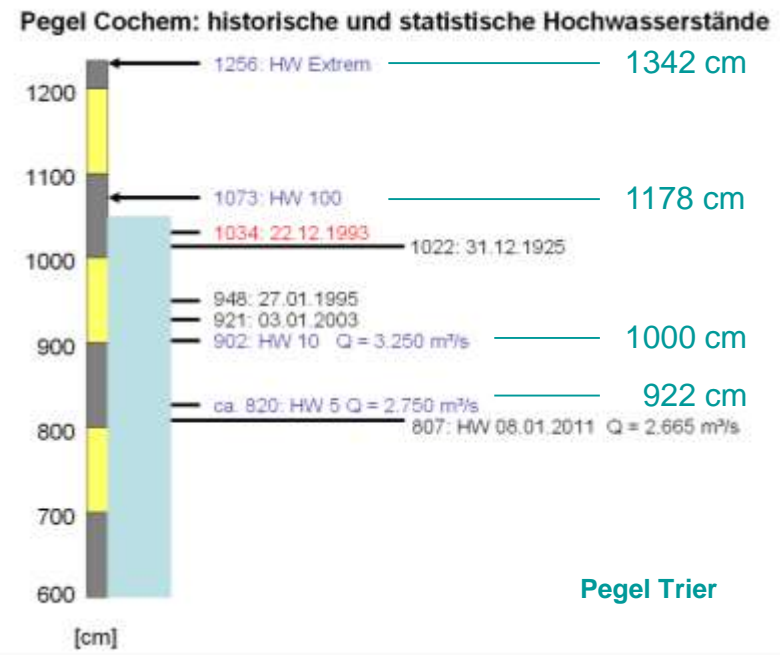 Pegel Cochem: historische und statistische Hochwasserstände
1256: HW Extrem 1342 cm
1200
1100
1073: HW 100 1178 cm
1034: 22.12.1993
1022: 31.12.1925
1000
948: 27.01.1995
921: 03.01.2003
902: HW 10 Q = 3.250 m³/s 1000 cm
900
ca. 820: HW 5 Q = 2.750 m³/s 922 cm
807: HW 08.01.2011 Q = 2.665 m³/s
800
700
600
Pegel Trier
[cm]